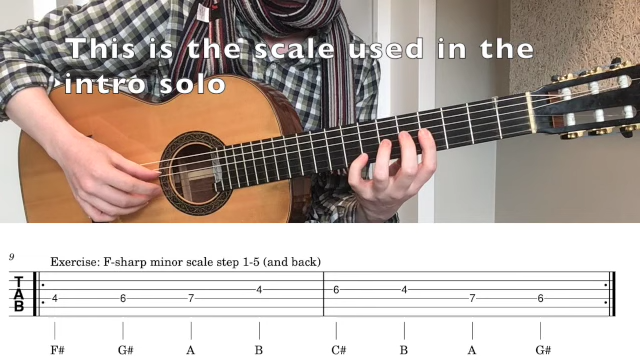 This is the scale used in the
intro solo
9
Exercise: F-sharp minor scale step 1-5 (and back)
TAB
4 6 7 4 6 4 7 6
F# G# A B C# B A G#